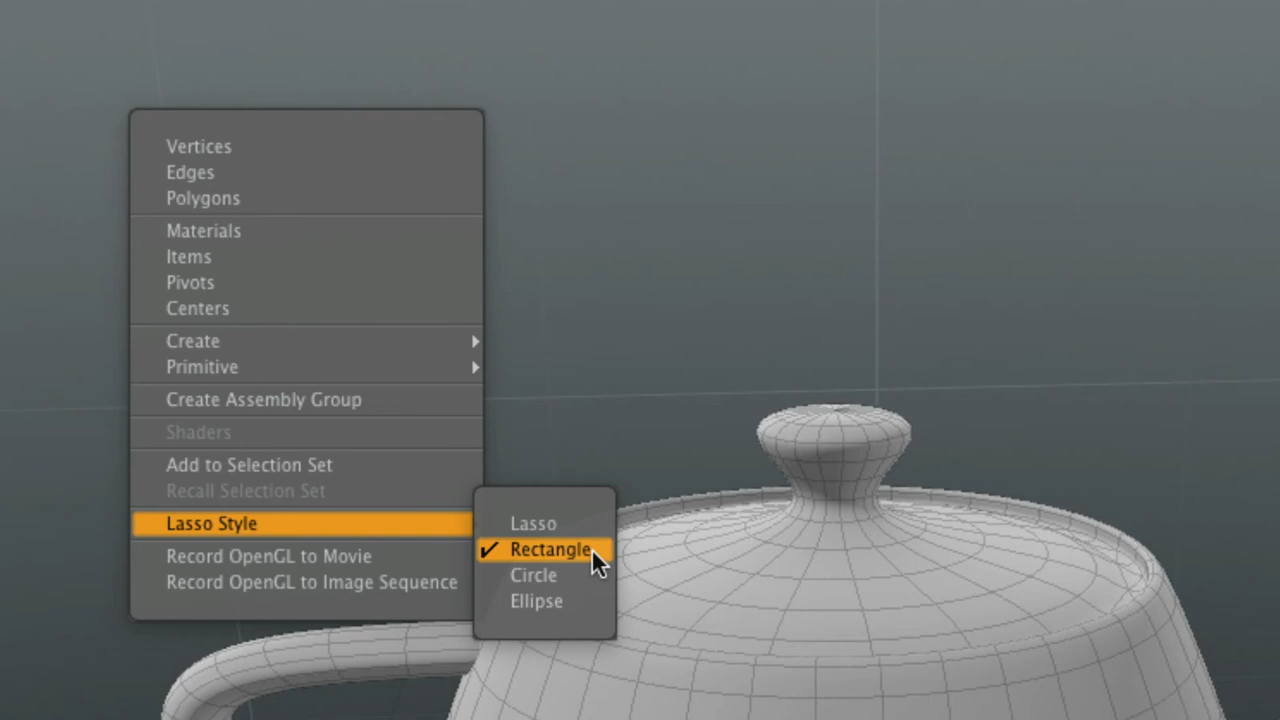 Vertices
Edges
Polygons
Materials
Items
Pivots
Centers
Create
Primitive
Create Assembly Group
Shaders
Add to Selection Set
Recall Selection Set
Lasso Style
Record OpenGL to Movie
Record OpenGL to Image Sequence
Lasso
Rectangle
Circle
Ellipse